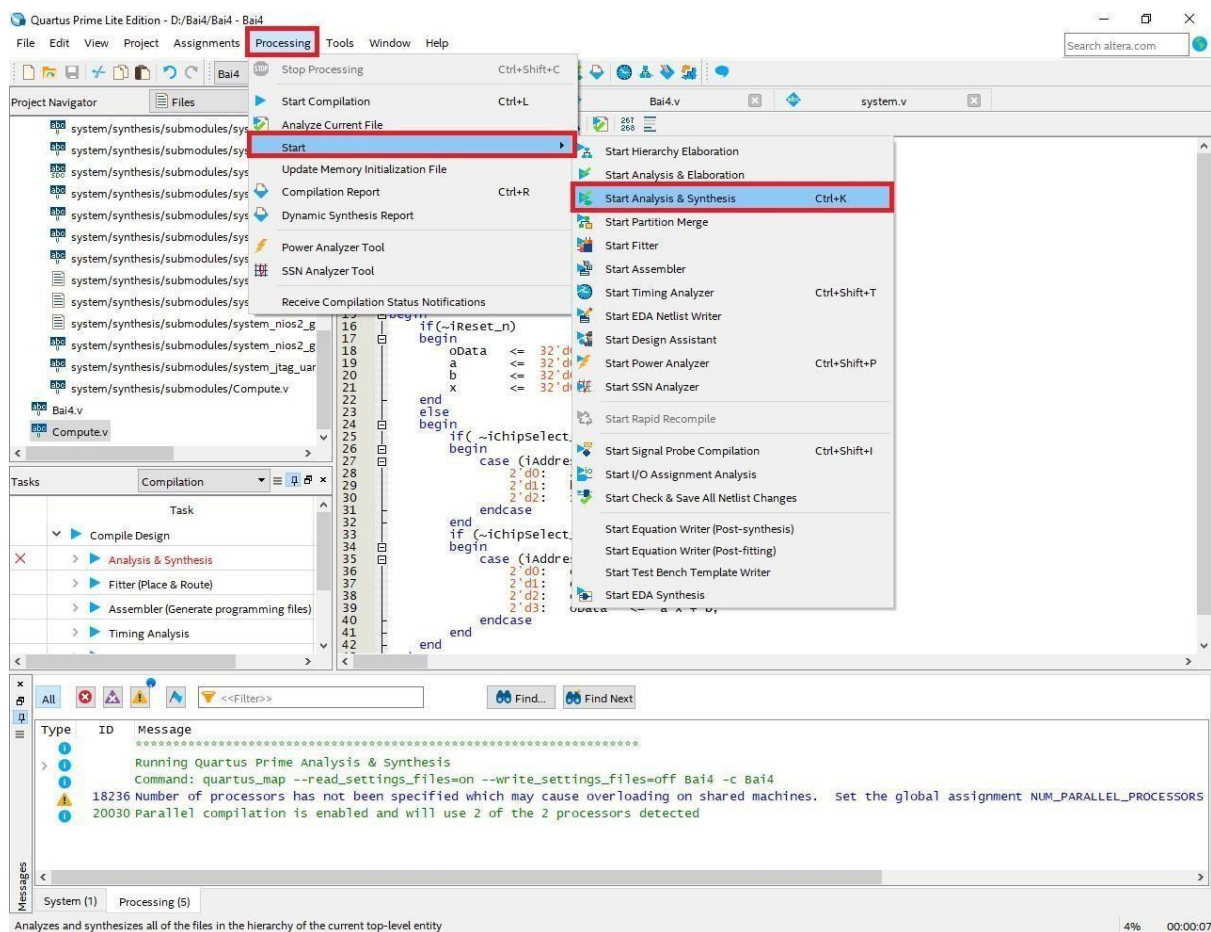 Quartus Prime Lite Edition - D:/Bai4/Bai4 - Bai4
File Edit View Project Assignments Processing Tools Window Help
Search altera.com
Bai4
Project Navigator
Files
Bai4.v
system.v
267
268
system/synthesis/submodules/sys
system/synthesis/submodules/sys
system/synthesis/submodules/sys
system/synthesis/submodules/sys
system/synthesis/submodules/sys
system/synthesis/submodules/sys
system/synthesis/submodules/sys
system/synthesis/submodules/sys
system/synthesis/submodules/sys
system/synthesis/submodules/system_nios2_g
system/synthesis/submodules/system_nios2_g
system/synthesis/submodules/system_jtag_uar
system/synthesis/submodules/Compute.v
Bai4.v
Compute.v
Stop Processing Ctrl+Shift+C
Start Compilation Ctrl+L
Analyze Current File
Start
Update Memory Initialization File
Compilation Report Ctrl+R
Dynamic Synthesis Report
Power Analyzer Tool
SSN Analyzer Tool
Receive Compilation Status Notifications
Start Hierarchy Elaboration
Start Analysis & Elaboration
Start Analysis & Synthesis Ctrl+K
Start Partition Merge
Start Fitter
Start Assembler
Start Timing Analyzer Ctrl+Shift+T
Start EDA Netlist Writer
Start Design Assistant
Start Power Analyzer Ctrl+Shift+P
Start SSN Analyzer
Start Rapid Recompile
Start Signal Probe Compilation Ctrl+Shift+I
Start I/O Assignment Analysis
Start Check & Save All Netlist Changes
Start Equation Writer (Post-synthesis)
Start Equation Writer (Post-fitting)
Start Test Bench Template Writer
Start EDA Synthesis
15 begin
16 if(~iReset_n)
17 begin
18 oData <= 32'd
19 a <= 32'd
20 b <= 32'd
21 x <= 32'd
22 end
23 else
24 begin
25 if( ~iChipSelect_
26 begin
27 case (iAddre
28 2'd0:
29 2'd1:
30 2'd2:
31 endcase
32 end
33 if (~iChipSelect_
34 begin
35 case (iAddre
36 2'd0:
37 2'd1:
38 2'd2:
39 2'd3: oData <= a*x + b;
40 endcase
41 end
42 end
Tasks
Compilation
Task
Compile Design
Analysis & Synthesis
Fitter (Place & Route)
Assembler (Generate programming files)
Timing Analysis
All
<<Filter>>
Find...
Find Next
Type ID Message
*******************************************************************
Running Quartus Prime Analysis & Synthesis
Command: quartus_map --read_settings_files=on --write_settings_files=off Bai4 -c Bai4
18236 Number of processors has not been specified which may cause overloading on shared machines. Set the global assignment NUM_PARALLEL_PROCESSORS
20030 Parallel compilation is enabled and will use 2 of the 2 processors detected
Messages
System (1) Processing (5)
Analyzes and synthesizes all of the files in the hierarchy of the current top-level entity
4% 00:00:07